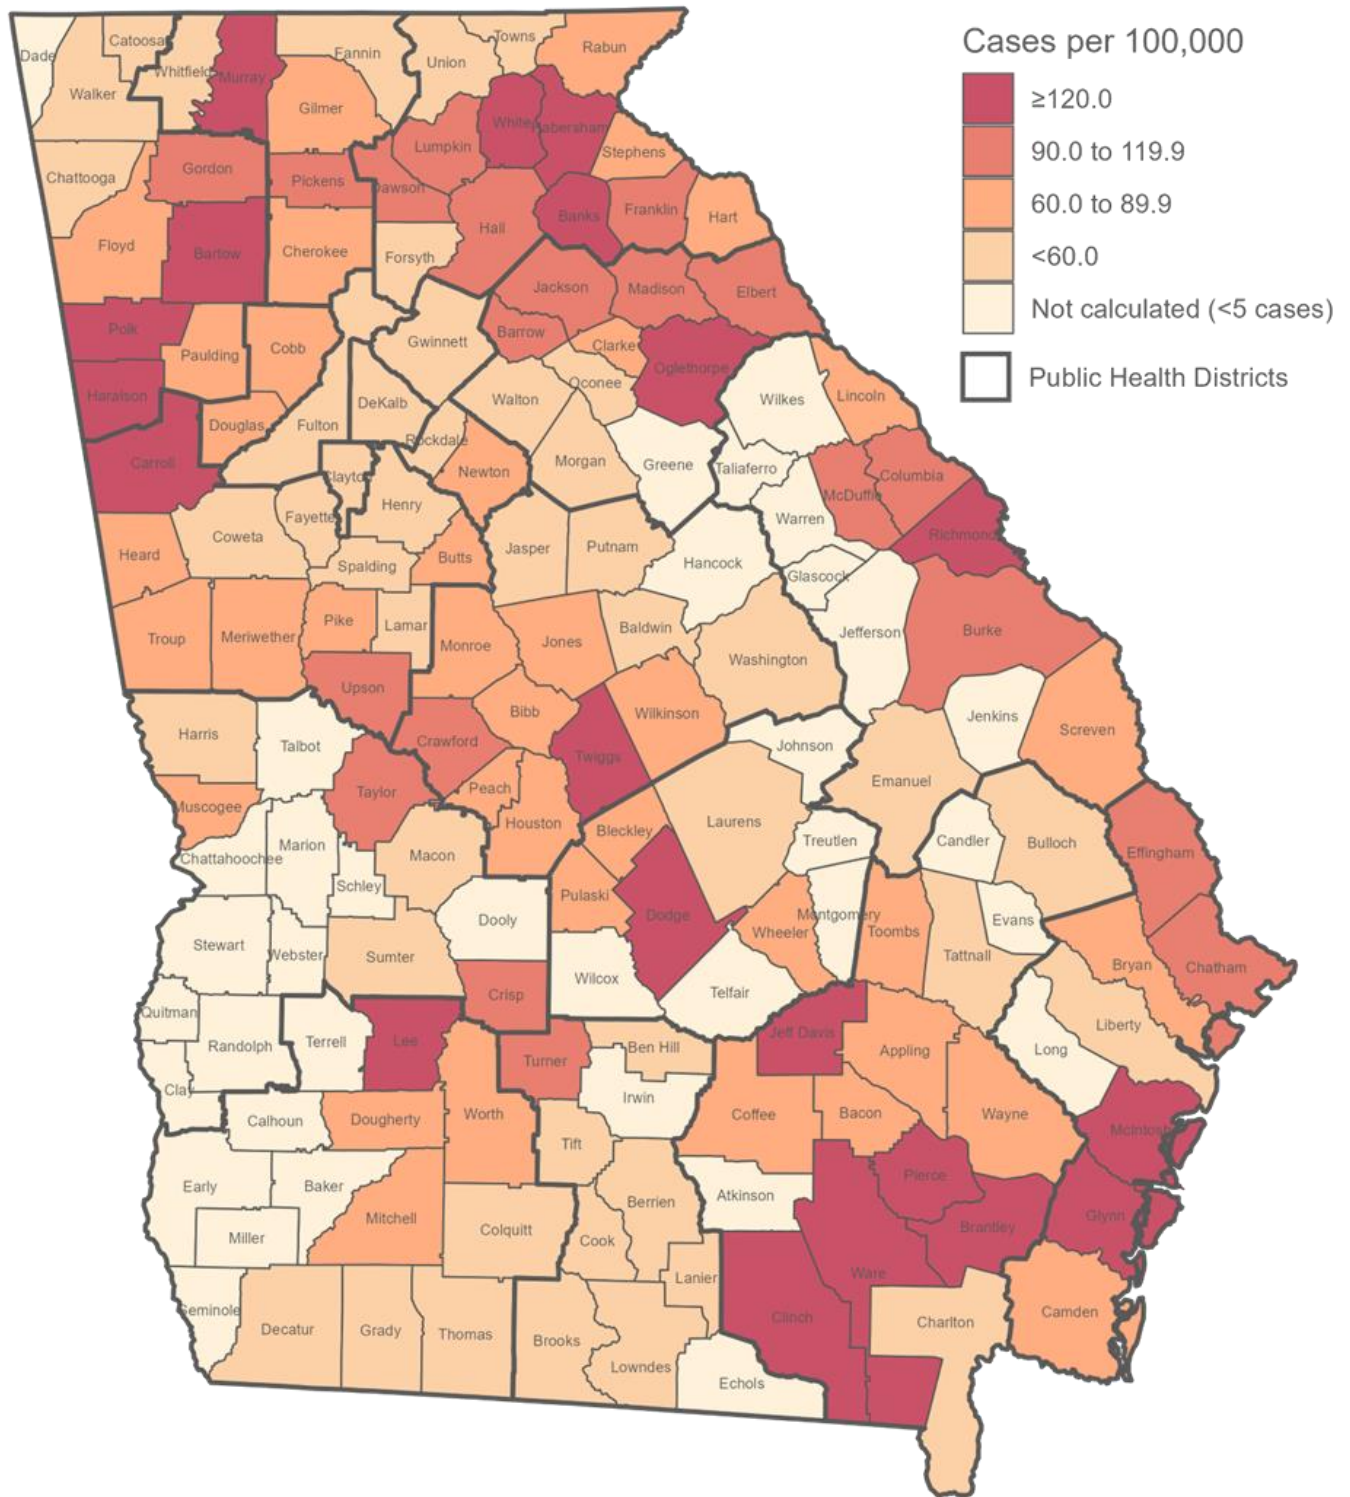 Cases per 100,000
≥120.0
90.0 to 119.9
60.0 to 89.9
<60.0
Not calculated (<5 cases)
Public Health Districts
Dade
Catoosa
Whitfield
Murray
Fannin
Union
Towns
Rabun
Walker
Gilmer
White
Habersham
Lumpkin
Stephens
Chattooga
Gordon
Pickens
Dawson
Hall
Banks
Franklin
Hart
Floyd
Bartow
Cherokee
Forsyth
Jackson
Madison
Elbert
Polk
Paulding
Cobb
Gwinnett
Barrow
Clarke
Oglethorpe
Haralson
Douglas
Fulton
DeKalb
Rockdale
Walton
Oconee
Wilkes
Lincoln
Carroll
Clayton
Newton
Morgan
Greene
Taliaferro
McDuffie
Columbia
Heard
Coweta
Fayette
Henry
Spalding
Butts
Jasper
Putnam
Hancock
Warren
Glascock
Richmond
Troup
Meriwether
Pike
Lamar
Monroe
Jones
Baldwin
Washington
Jefferson
Burke
Upson
Bibb
Wilkinson
Jenkins
Screven
Harris
Talbot
Crawford
Twiggs
Johnson
Emanuel
Muscogee
Taylor
Peach
Houston
Bleckley
Laurens
Treutlen
Candler
Bulloch
Effingham
Chattahoochee
Marion
Schley
Macon
Pulaski
Dodge
Wheeler
Montgomery
Toombs
Tattnall
Evans
Stewart
Webster
Sumter
Dooly
Crisp
Wilcox
Telfair
Bryan
Chatham
Liberty
Long
Quitman
Randolph
Terrell
Lee
Turner
Ben Hill
Irwin
Jeff Davis
Appling
Clay
Calhoun
Dougherty
Worth
Tift
Coffee
Bacon
Wayne
McIntosh
Early
Baker
Mitchell
Colquitt
Cook
Berrien
Atkinson
Pierce
Brantley
Glynn
Miller
Lanier
Ware
Clinch
Charlton
Camden
Seminole
Decatur
Grady
Thomas
Brooks
Lowndes
Echols